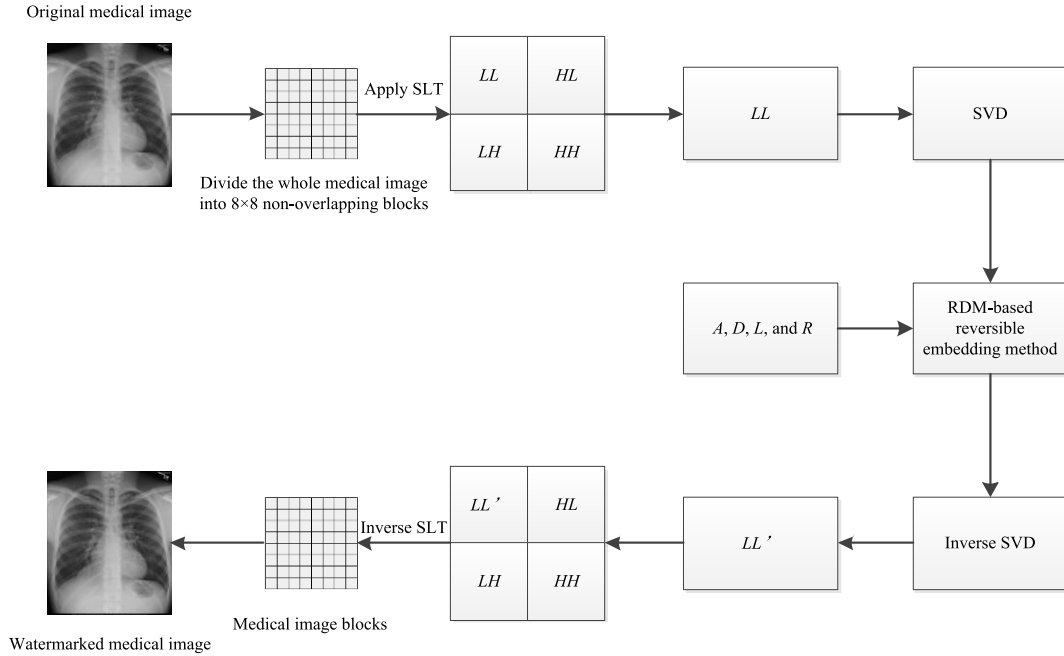 Original medical image
Divide the whole medical image
into 8×8 non-overlapping blocks
Apply SLT
LL
HL
LH
HH
LL
SVD
A, D, L, and R
RDM-based
reversible
embedding method
Inverse SVD
LL’
LL’
HL
LH
HH
Inverse SLT
Medical image blocks
Watermarked medical image